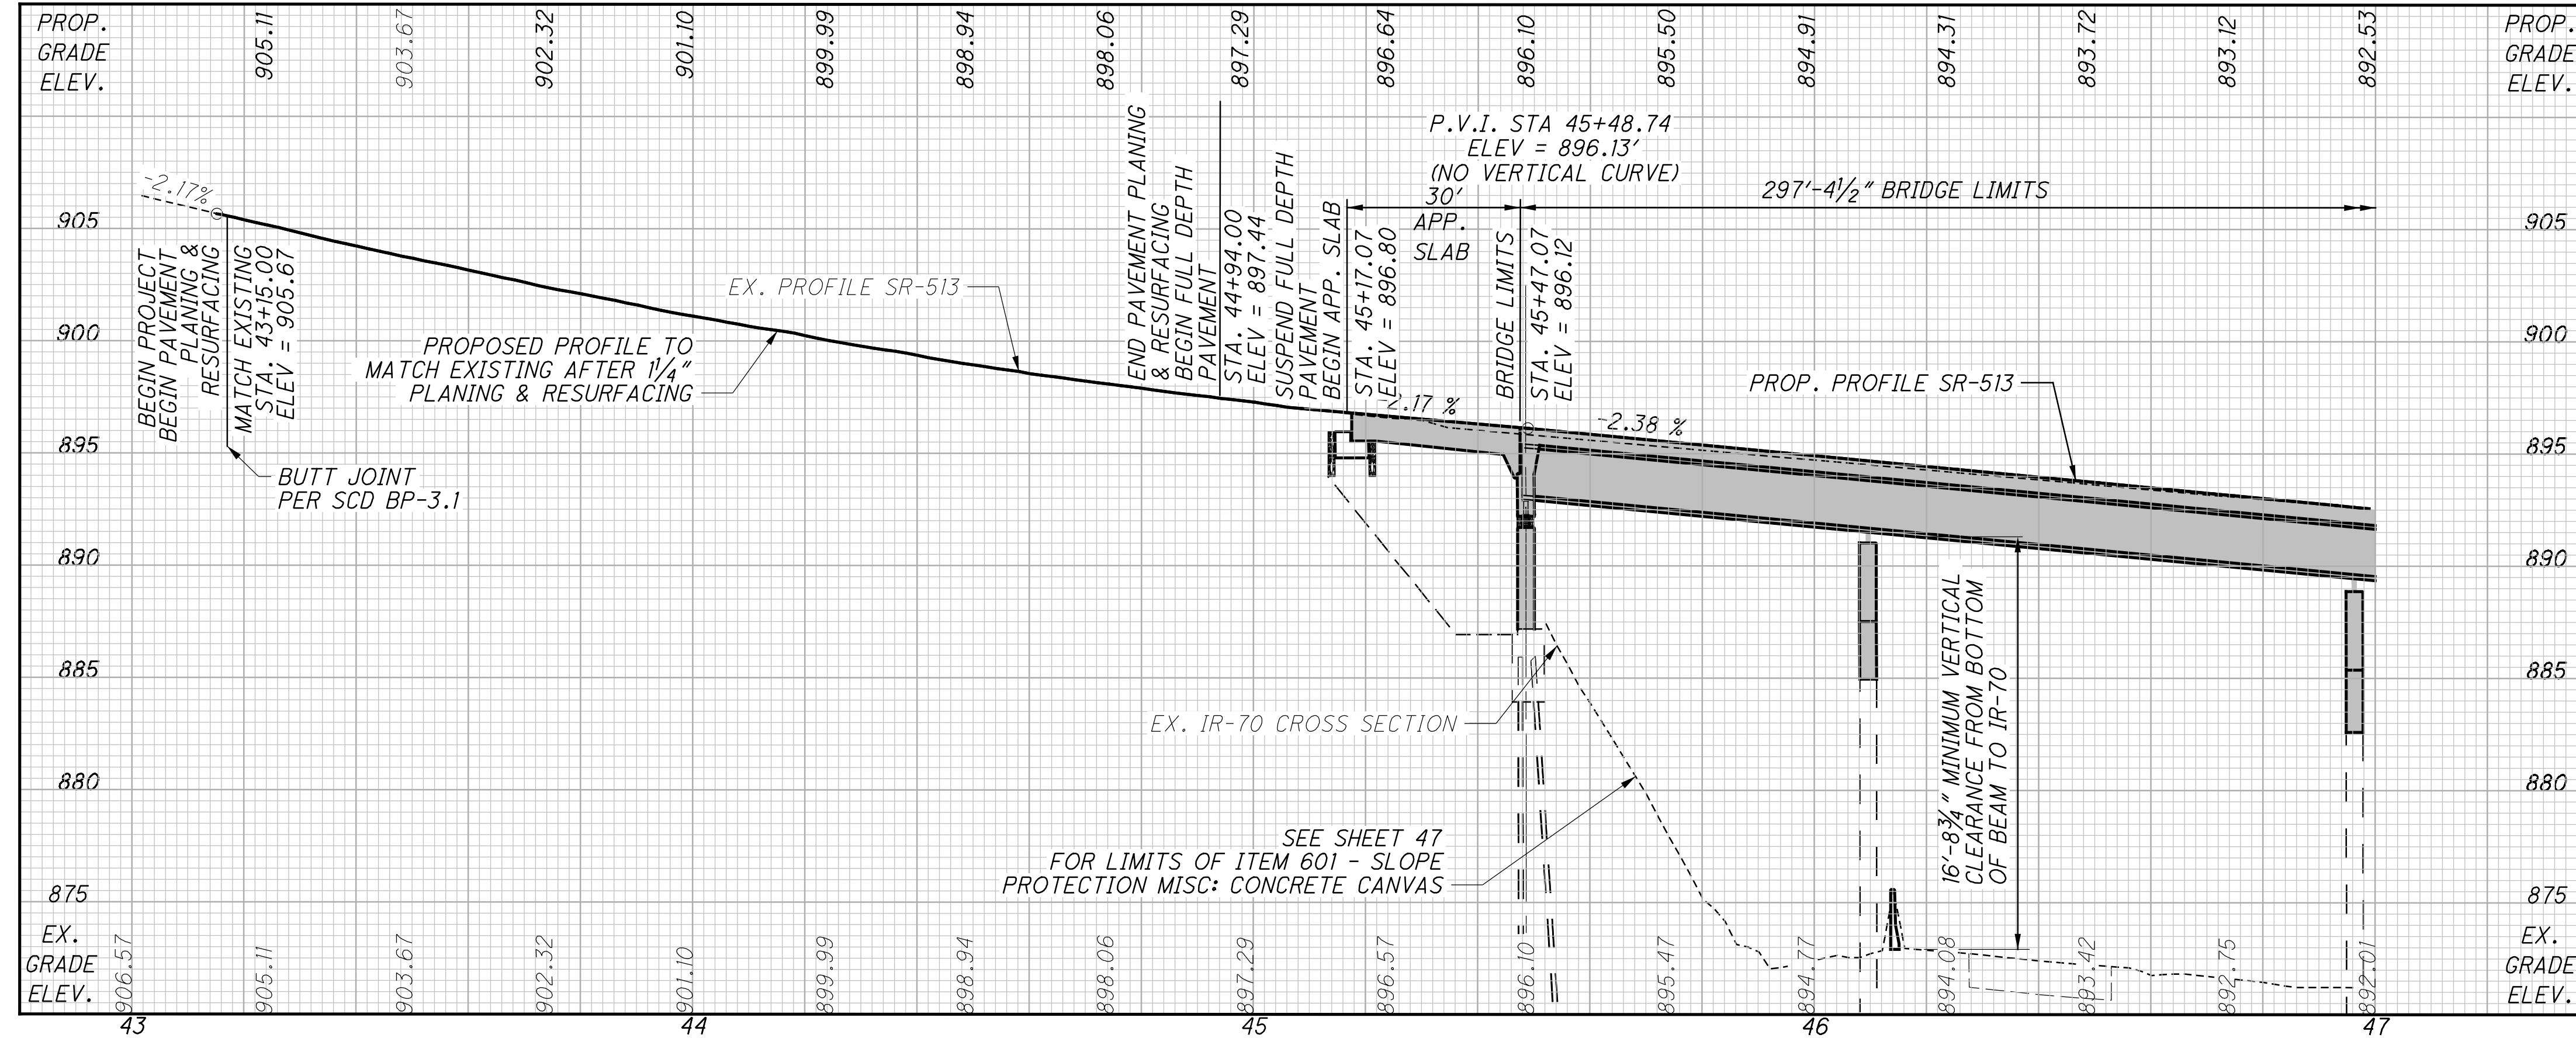 PROP.
GRADE
ELEV.
905.11
903.67
902.32
901.10
899.99
898.94
898.06
897.29
896.64
896.10
895.50
894.91
894.31
893.72
893.12
892.53
PROP.
GRADE
ELEV.
P.V.I. STA 45+48.74
ELEV = 896.13'
(NO VERTICAL CURVE)
30'
APP.
SLAB
297'-4½" BRIDGE LIMITS
-2.17%
905
905
BEGIN PROJECT
BEGIN PAVEMENT
PLANING &
RESURFACING
MATCH EXISTING
STA. 43+15.00
ELEV = 905.67
END PAVEMENT PLANING
& RESURFACING
BEGIN FULL DEPTH
PAVEMENT
STA. 44+94.00
ELEV = 897.44
SUSPEND FULL DEPTH
PAVEMENT
BEGIN APP. SLAB
STA. 45+17.07
ELEV = 896.80
BRIDGE LIMITS
STA. 45+47.07
ELEV = 896.12
EX. PROFILE SR-513
900
900
PROPOSED PROFILE TO
MATCH EXISTING AFTER 1¼"
PLANING & RESURFACING
PROP. PROFILE SR-513
2.17 %
-2.38 %
895
895
BUTT JOINT
PER SCD BP-3.1
890
890
16'-8¾" MINIMUM VERTICAL
CLEARANCE FROM BOTTOM
OF BEAM TO IR-70
885
885
EX. IR-70 CROSS SECTION
880
880
SEE SHEET 47
FOR LIMITS OF ITEM 601 - SLOPE
PROTECTION MISC: CONCRETE CANVAS
875
875
EX.
GRADE
ELEV.
906.57
905.11
903.67
902.32
901.10
899.99
898.94
898.06
897.29
896.57
896.10
895.47
894.77
894.08
893.42
892.75
892.01
EX.
GRADE
ELEV.
43
44
45
46
47